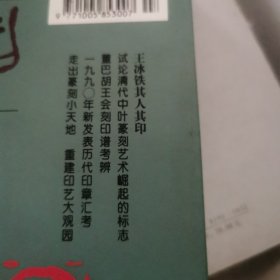 9 771005 853007
王冰铁其人其印
试论清代中叶篆刻艺术崛起的标志
董巴胡王会刻印谱考辨
一九九〇年新发表历代印章汇考
走出篆刻小天地 重建印艺大观园